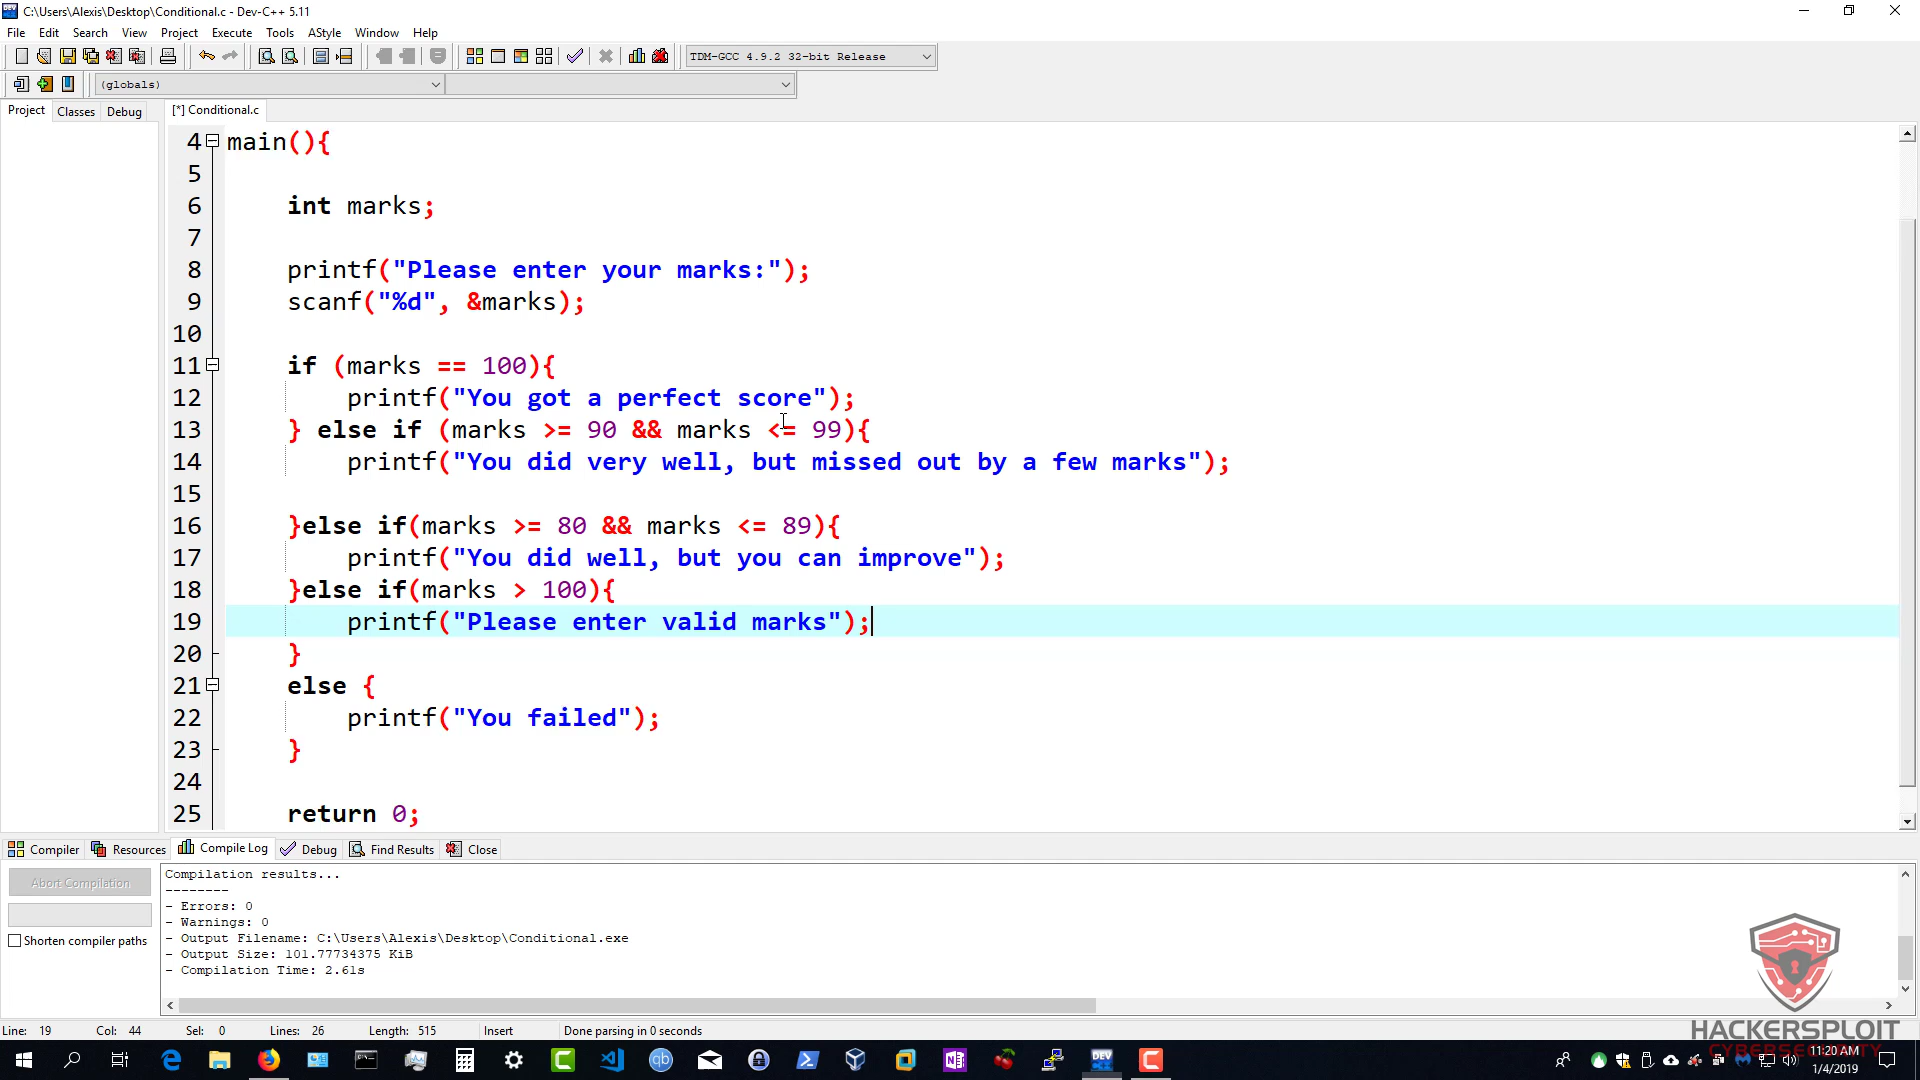 C:\Users\Alexis\Desktop\Conditional.c - Dev-C++ 5.11
File Edit Search View Project Execute Tools AStyle Window Help
TDM-GCC 4.9.2 32-bit Release
(globals)
Project Classes Debug [*] Conditional.c
4 main(){
5
6 int marks;
7
8 printf("Please enter your marks:");
9 scanf("%d", &marks);
10
11 if (marks == 100){
12 printf("You got a perfect score");
13 } else if (marks >= 90 && marks <= 99){
14 printf("You did very well, but missed out by a few marks");
15
16 }else if(marks >= 80 && marks <= 89){
17 printf("You did well, but you can improve");
18 }else if(marks > 100){
19 printf("Please enter valid marks");
20 }
21 else {
22 printf("You failed");
23 }
24
25 return 0;
Compiler Resources Compile Log Debug Find Results Close
Abort Compilation
Shorten compiler paths
Compilation results...
--------
- Errors: 0
- Warnings: 0
- Output Filename: C:\Users\Alexis\Desktop\Conditional.exe
- Output Size: 101.77734375 KiB
- Compilation Time: 2.61s
Line: 19 Col: 44 Sel: 0 Lines: 26 Length: 515 Insert Done parsing in 0 seconds
HACKERSPLOIT
CYBERSECURITY
11:20 AM
1/4/2019